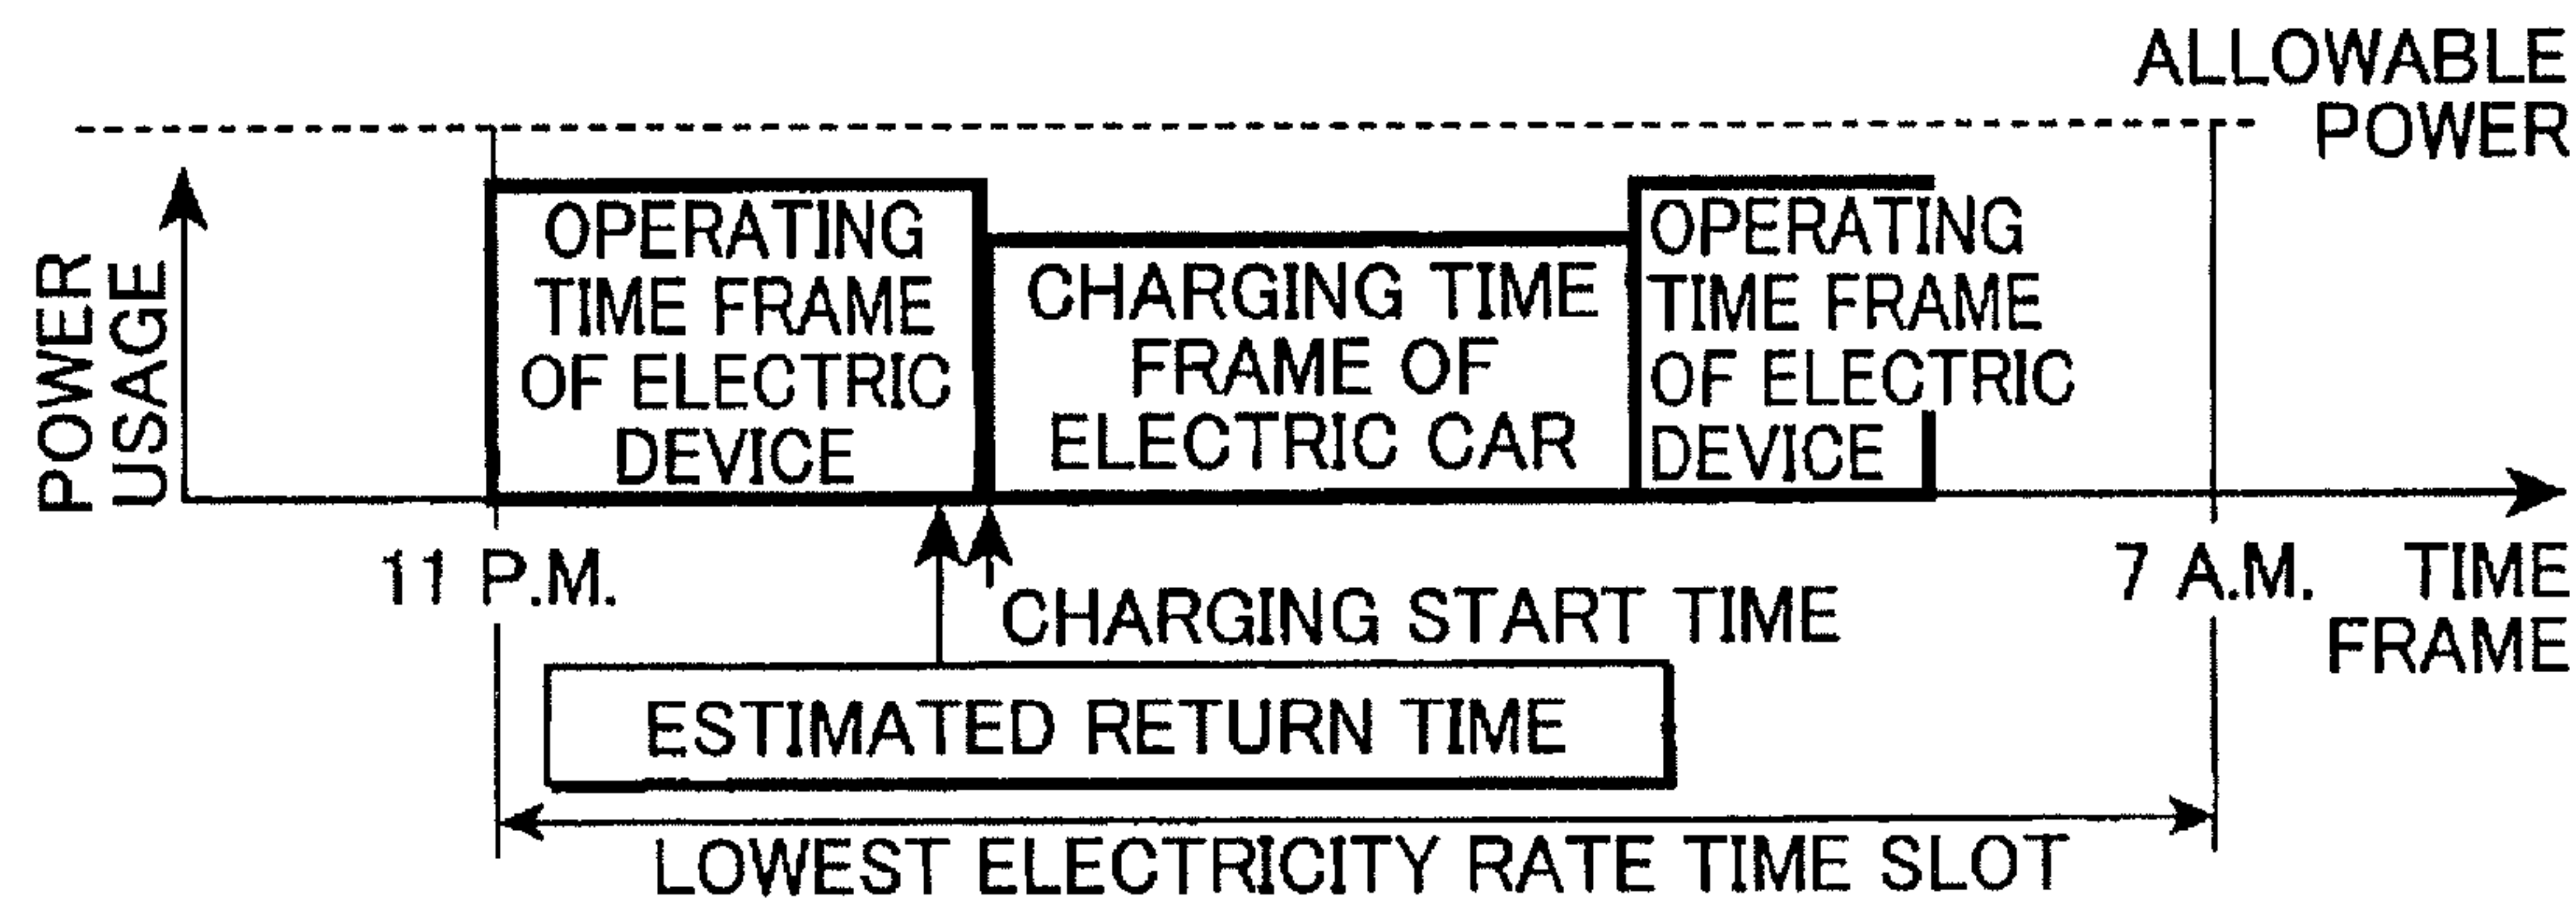 ALLOWABLE
POWER
POWER
USAGE
OPERATING
TIME FRAME
OF ELECTRIC
DEVICE
CHARGING TIME
FRAME OF
ELECTRIC CAR
OPERATING
TIME FRAME
OF ELECTRIC
DEVICE
11 P.M.
7 A.M.
TIME
FRAME
CHARGING START TIME
ESTIMATED RETURN TIME
LOWEST ELECTRICITY RATE TIME SLOT